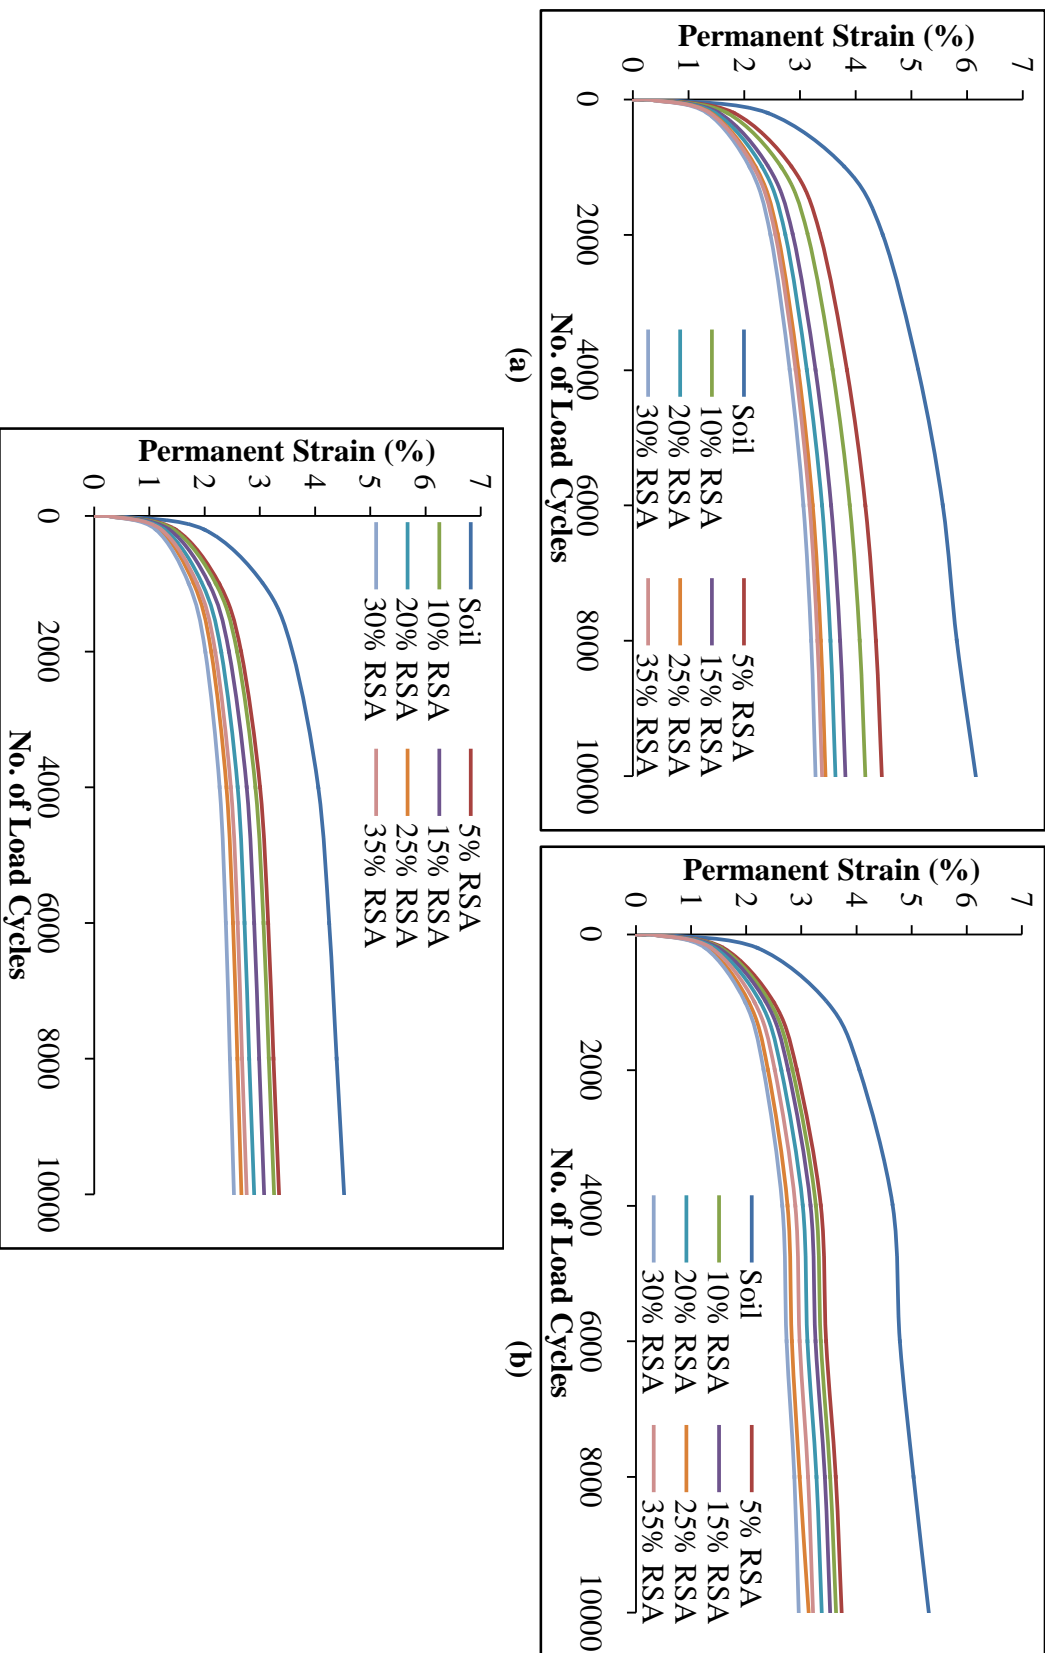 Permanent Strain (%)
7
6
5
4
3
2
1
0
0 2000 4000 6000 8000 10000
No. of Load Cycles
Soil 5% RSA
10% RSA 15% RSA
20% RSA 25% RSA
30% RSA 35% RSA
(a)
Permanent Strain (%)
7
6
5
4
3
2
1
0
0 2000 4000 6000 8000 10000
No. of Load Cycles
Soil 5% RSA
10% RSA 15% RSA
20% RSA 25% RSA
30% RSA 35% RSA
(b)
Permanent Strain (%)
7
6
5
4
3
2
1
0
Soil 5% RSA
10% RSA 15% RSA
20% RSA 25% RSA
30% RSA 35% RSA
0 2000 4000 6000 8000 10000
No. of Load Cycles